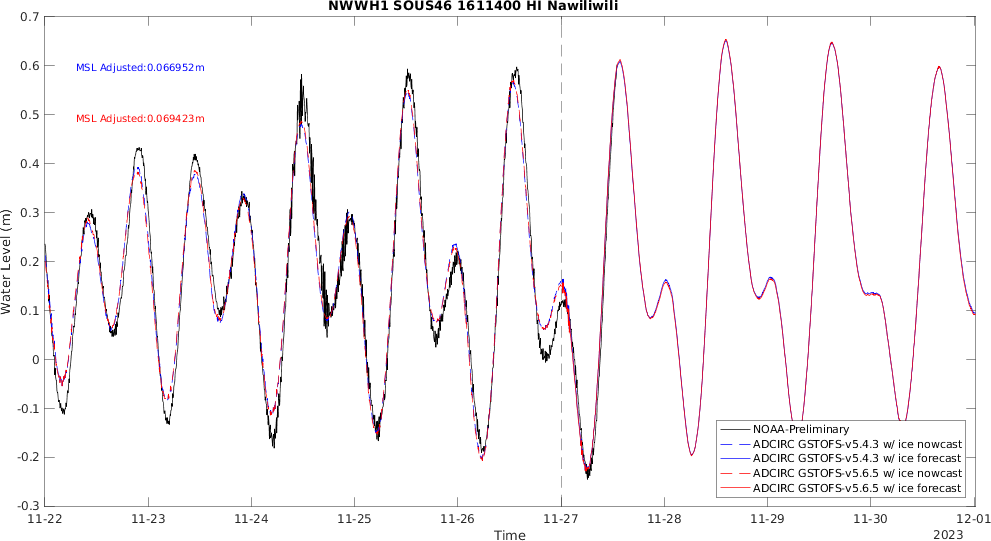 NWWH1 SOUS46 1611400 HI Nawiliwili
0.7
0.6
0.5
0.4
0.3
0.2
0.1
0
-0.1
-0.2
-0.3
Water Level (m)
MSL Adjusted:0.066952m
MSL Adjusted:0.069423m
NOAA-Preliminary
ADCIRC GSTOFS-v5.4.3 w/ ice nowcast
ADCIRC GSTOFS-v5.4.3 w/ ice forecast
ADCIRC GSTOFS-v5.6.5 w/ ice nowcast
ADCIRC GSTOFS-v5.6.5 w/ ice forecast
11-22 11-23 11-24 11-25 11-26 11-27 11-28 11-29 11-30 12-01
Time
2023